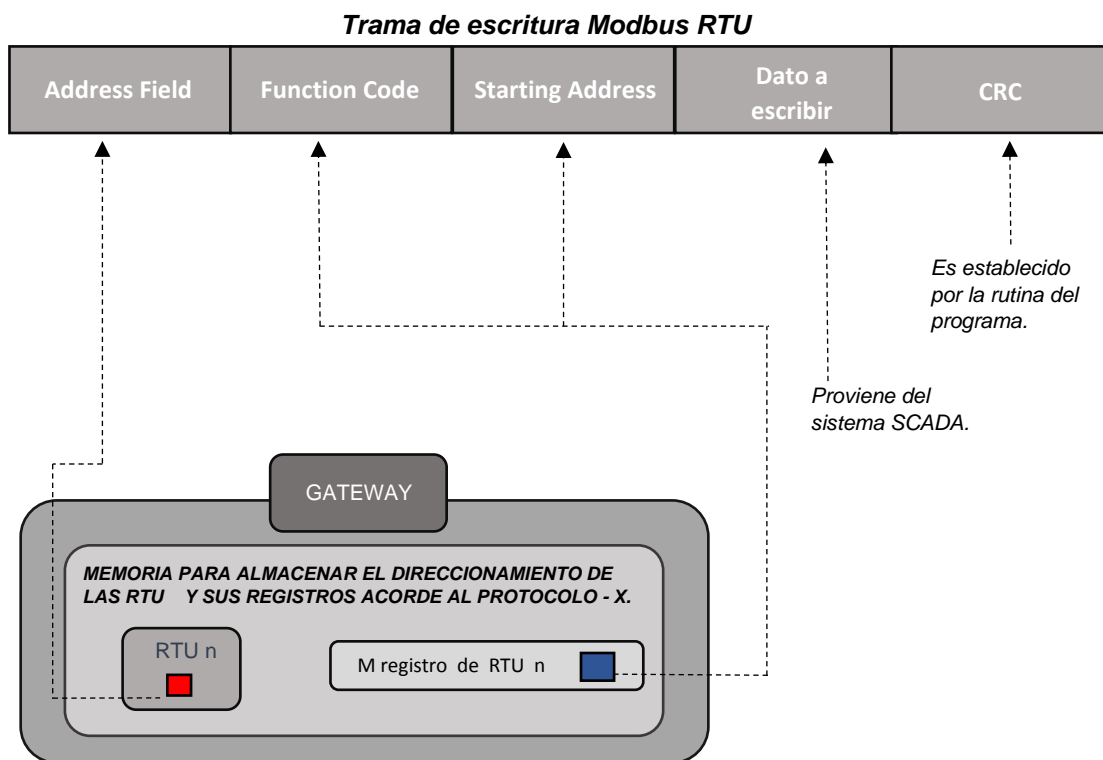 Trama de escritura Modbus RTU
Address Field
Function Code
Starting Address
Dato a
escribir
CRC
Es establecido
por la rutina del
programa.
Proviene del
sistema SCADA.
GATEWAY
MEMORIA PARA ALMACENAR EL DIRECCIONAMIENTO DE
LAS RTU Y SUS REGISTROS ACORDE AL PROTOCOLO - X.
RTU n
M registro de RTU n